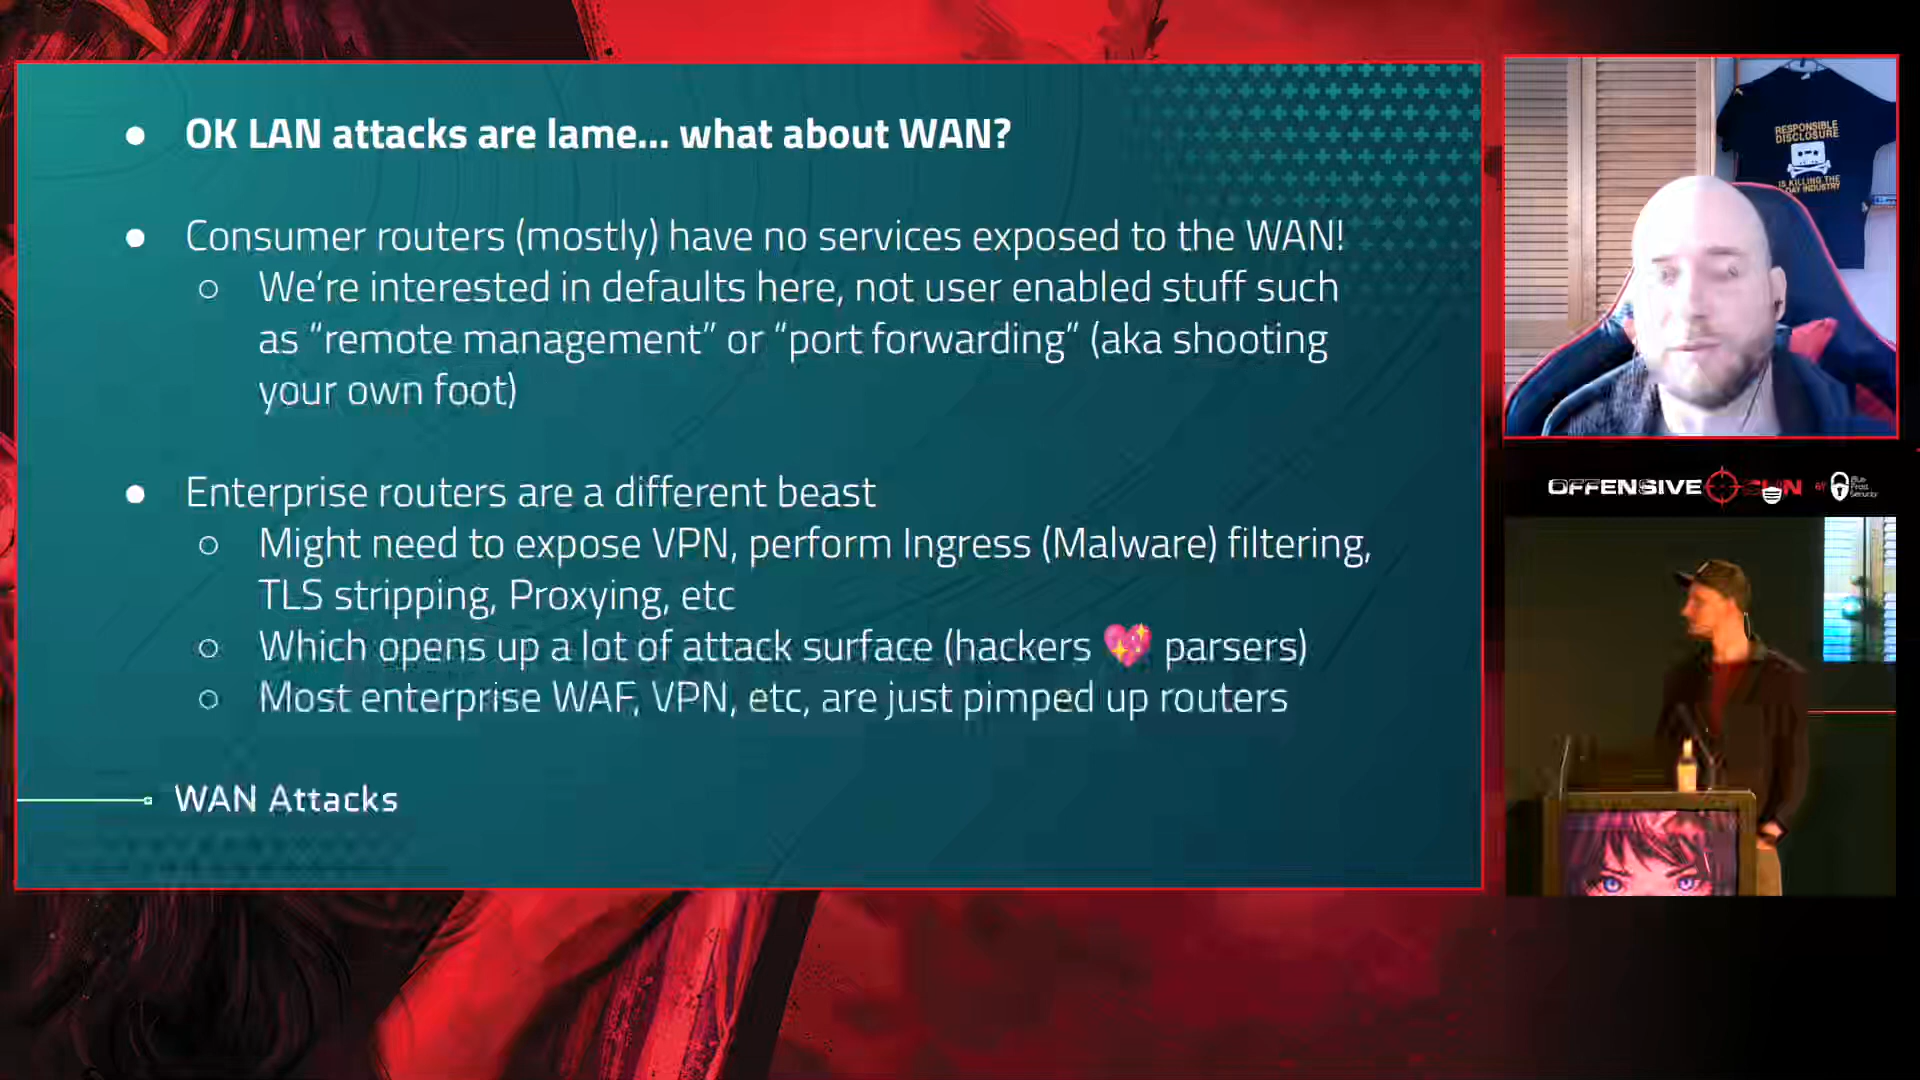 OK LAN attacks are lame... what about WAN?
Consumer routers (mostly) have no services exposed to the WAN!
We're interested in defaults here, not user enabled stuff such
as “remote management” or “port forwarding” (aka shooting
your own foot)
Enterprise routers are a different beast
Might need to expose VPN, perform Ingress (Malware) filtering,
TLS stripping, Proxying, etc
Which opens up a lot of attack surface (hackers 💖 parsers)
Most enterprise WAF, VPN, etc, are just pimped up routers
WAN Attacks
RESPONSIBLE
DISCLOSURE
IS KILLING THE
DAY INDUSTRY
OFFENSIVE
BY
Blue
Frost
Security